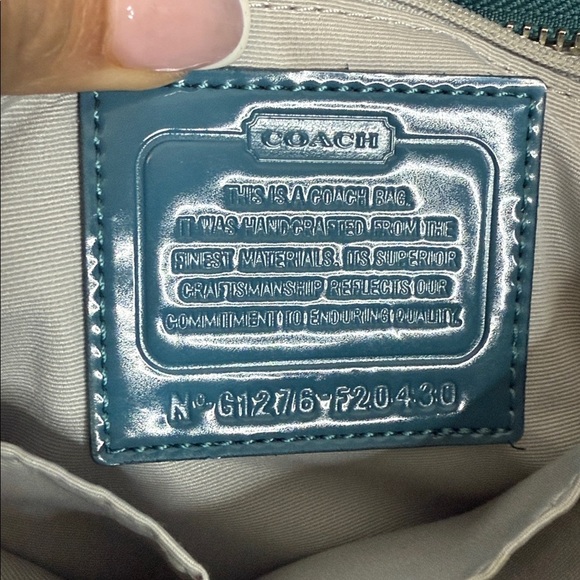 COACH
THIS IS A COACH BAG.
IT WAS HANDCRAFTED FROM THE
FINEST MATERIALS. ITS SUPERIOR
CRAFTSMANSHIP REFLECTS OUR
COMMITMENT TO ENDURING QUALITY.
Nº G1276-F20430